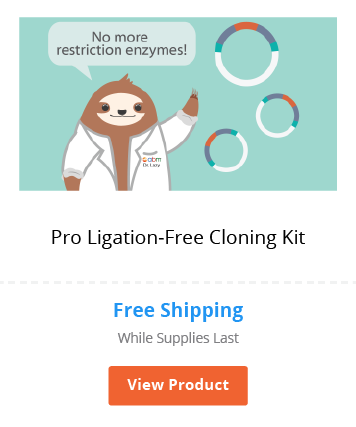 No more
restriction enzymes!
abm
Dr. Lazy
Pro Ligation-Free Cloning Kit
Free Shipping
While Supplies Last
View Product